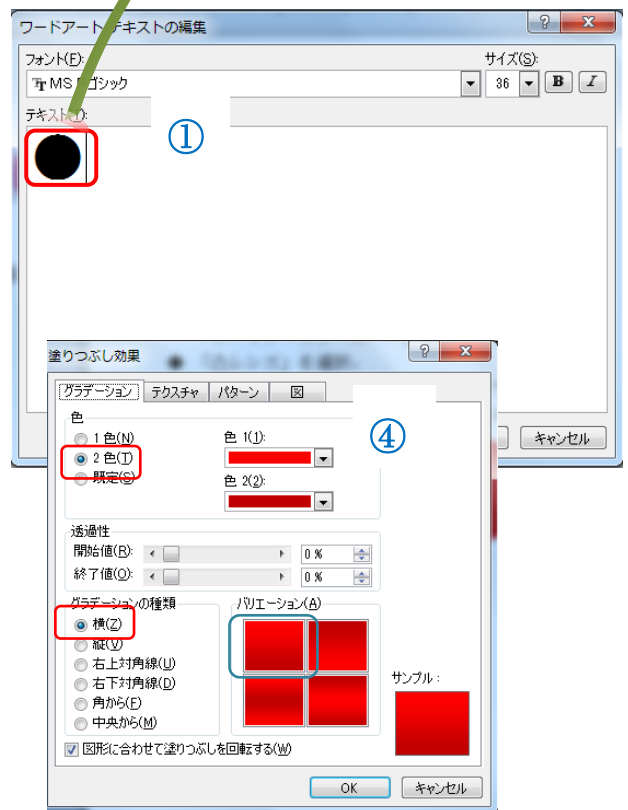 ワードアート テキストの編集
フォント(F):
サイズ(S):
MS Pゴシック
36
B I
テキスト(T):
①
●
塗りつぶし効果
グラデーション テクスチャ パターン 図
④
色
1 色(N)
2 色(T)
既定(S)
色 1(1):
色 2(2):
透過性
開始値(R): 0 %
終了値(O): 0 %
グラデーションの種類
横(Z)
縦(V)
右上対角線(U)
右下対角線(D)
角から(F)
中央から(M)
バリエーション(A)
サンプル:
図形に合わせて塗りつぶしを回転する(W)
OK キャンセル
キャンセル